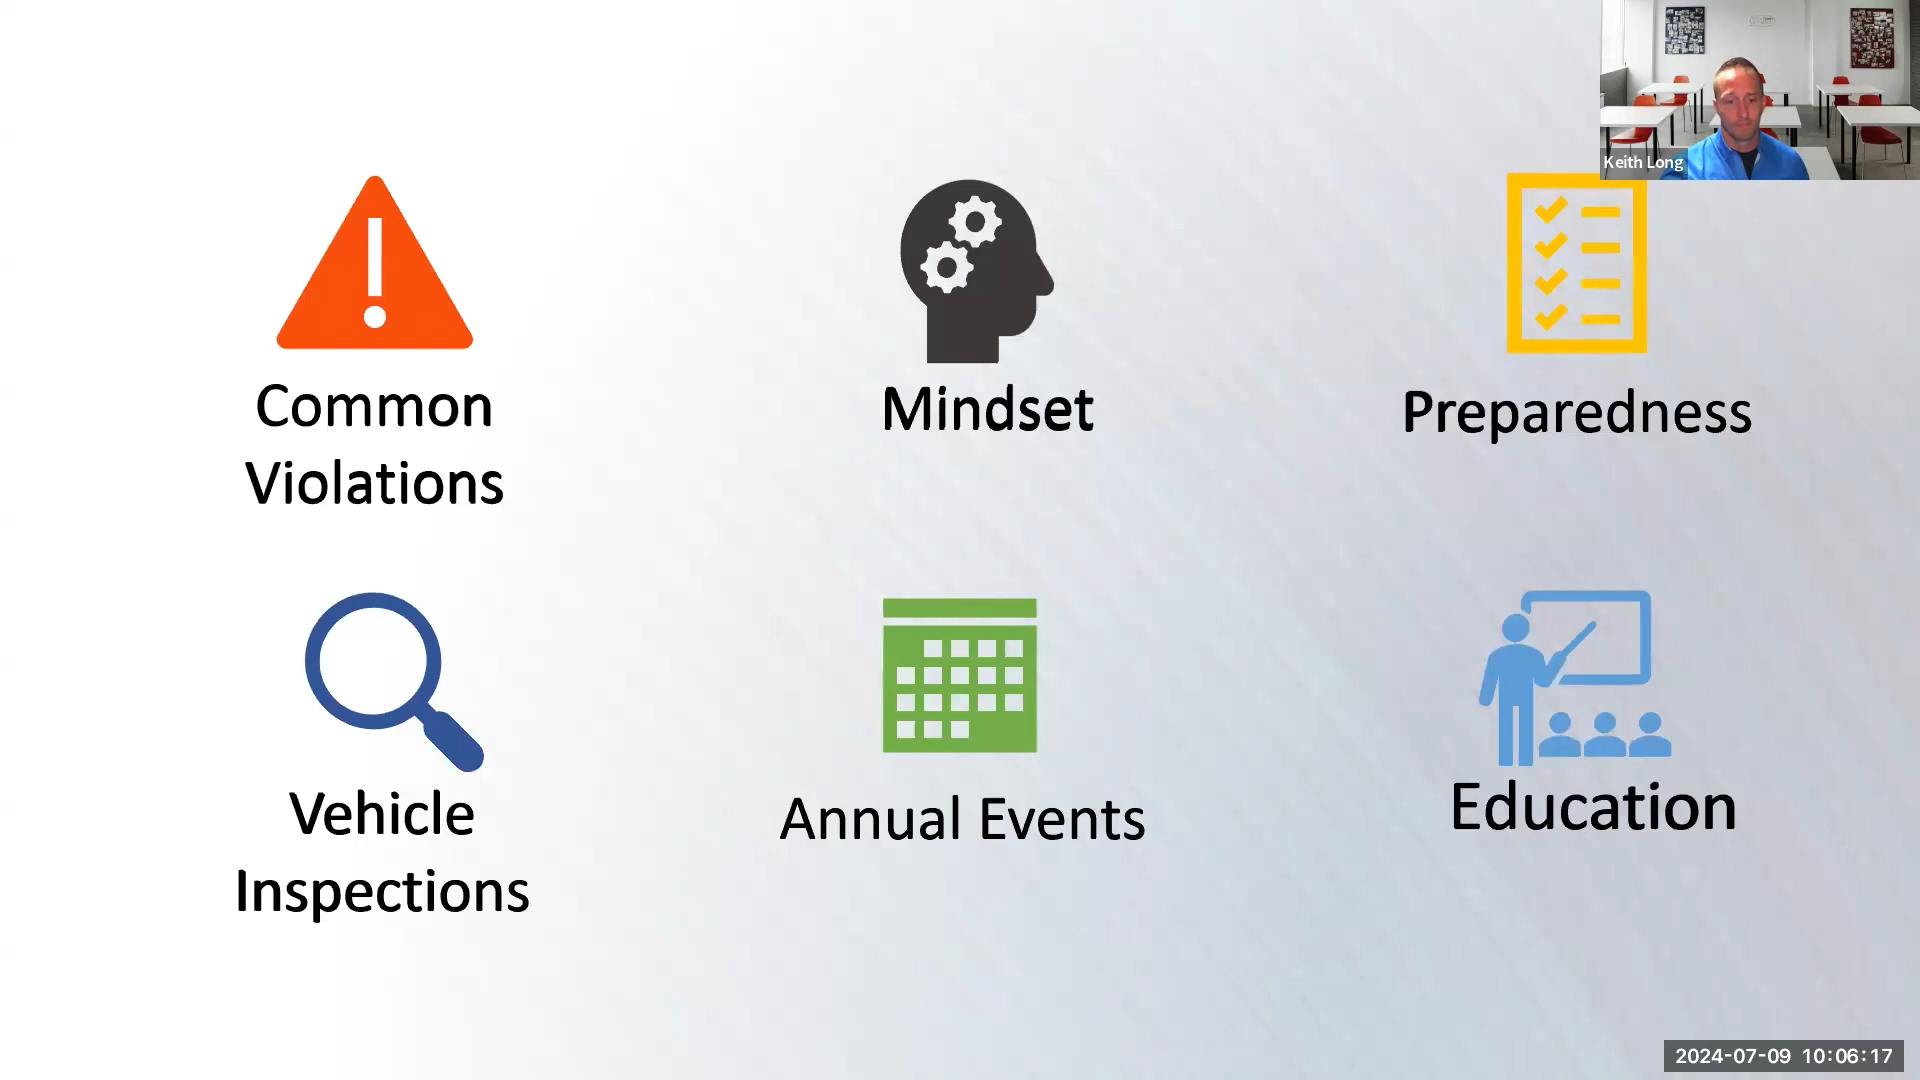 Keith Long
Common
Violations
Mindset
Preparedness
Vehicle
Inspections
Annual Events
Education
2024-07-09 10:06:17